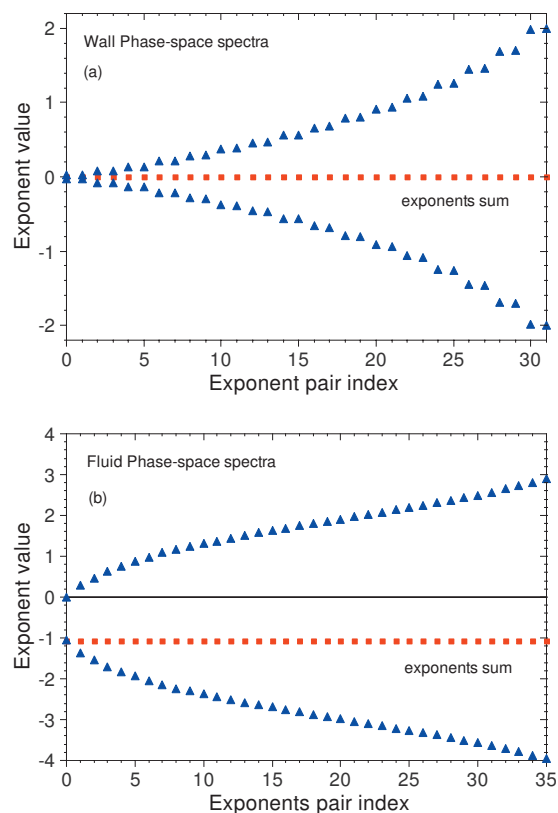 Wall Phase-space spectra
(a)
2
1
0
-1
-2
Exponent value
exponents sum
0 5 10 15 20 25 30
Exponent pair index
Fluid Phase-space spectra
(b)
4
3
2
1
0
-1
-2
-3
-4
Exponent value
exponents sum
0 5 10 15 20 25 30 35
Exponents pair index